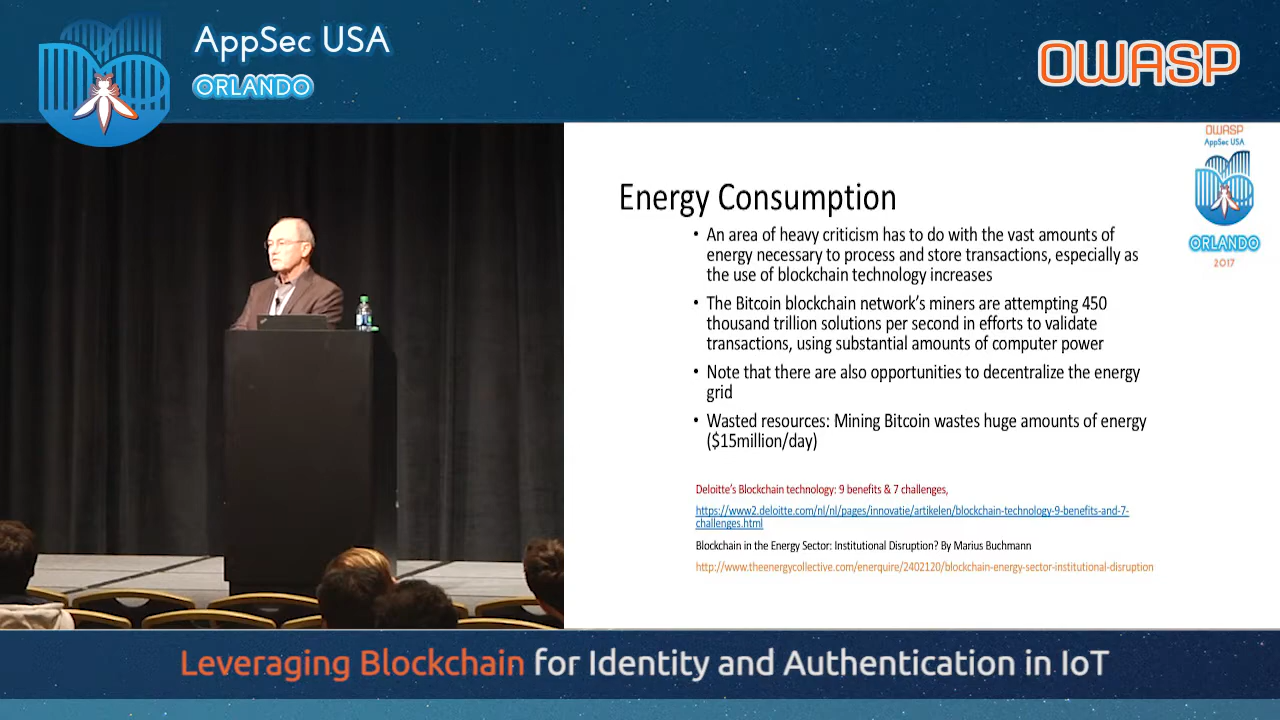 AppSec USA
ORLANDO
OWASP
OWASP
AppSec USA
ORLANDO
2017
Energy Consumption
• An area of heavy criticism has to do with the vast amounts of
energy necessary to process and store transactions, especially as
the use of blockchain technology increases
• The Bitcoin blockchain network's miners are attempting 450
thousand trillion solutions per second in efforts to validate
transactions, using substantial amounts of computer power
• Note that there are also opportunities to decentralize the energy
grid
• Wasted resources: Mining Bitcoin wastes huge amounts of energy
($15million/day)
Deloitte's Blockchain technology: 9 benefits & 7 challenges,
https://www2.deloitte.com/nl/nl/pages/innovatie/artikelen/blockchain-technology-9-benefits-and-7-
challenges.html
Blockchain in the Energy Sector: Institutional Disruption? By Marius Buchmann
http://www.theenergycollective.com/enerquire/2402120/blockchain-energy-sector-institutional-disruption
Leveraging Blockchain for Identity and Authentication in IoT